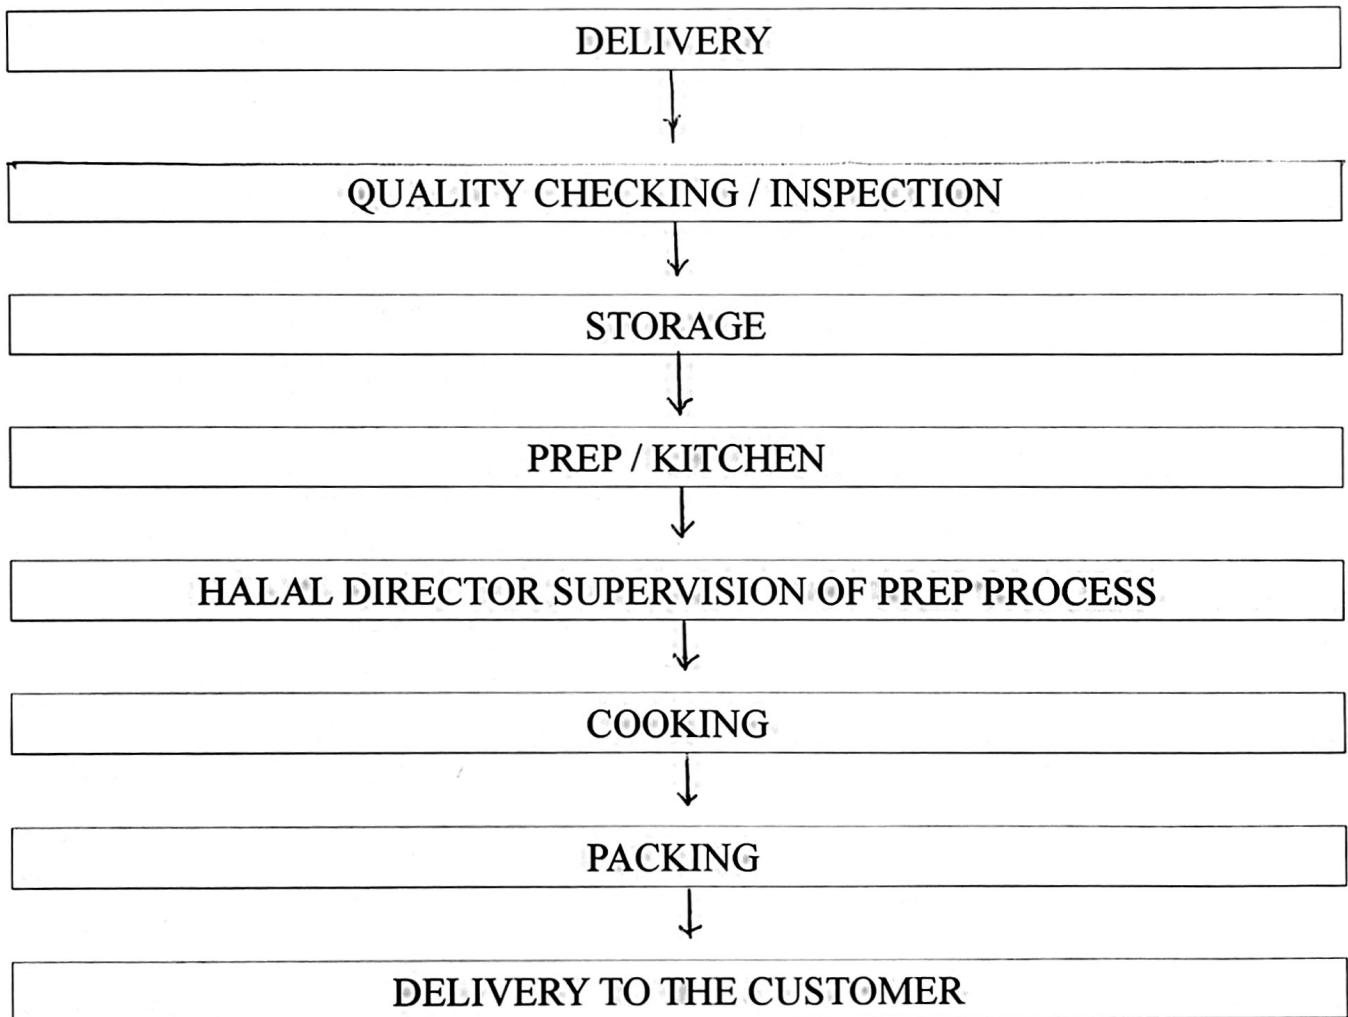 DELIVERY
QUALITY CHECKING / INSPECTION
STORAGE
PREP / KITCHEN
HALAL DIRECTOR SUPERVISION OF PREP PROCESS
COOKING
PACKING
DELIVERY TO THE CUSTOMER